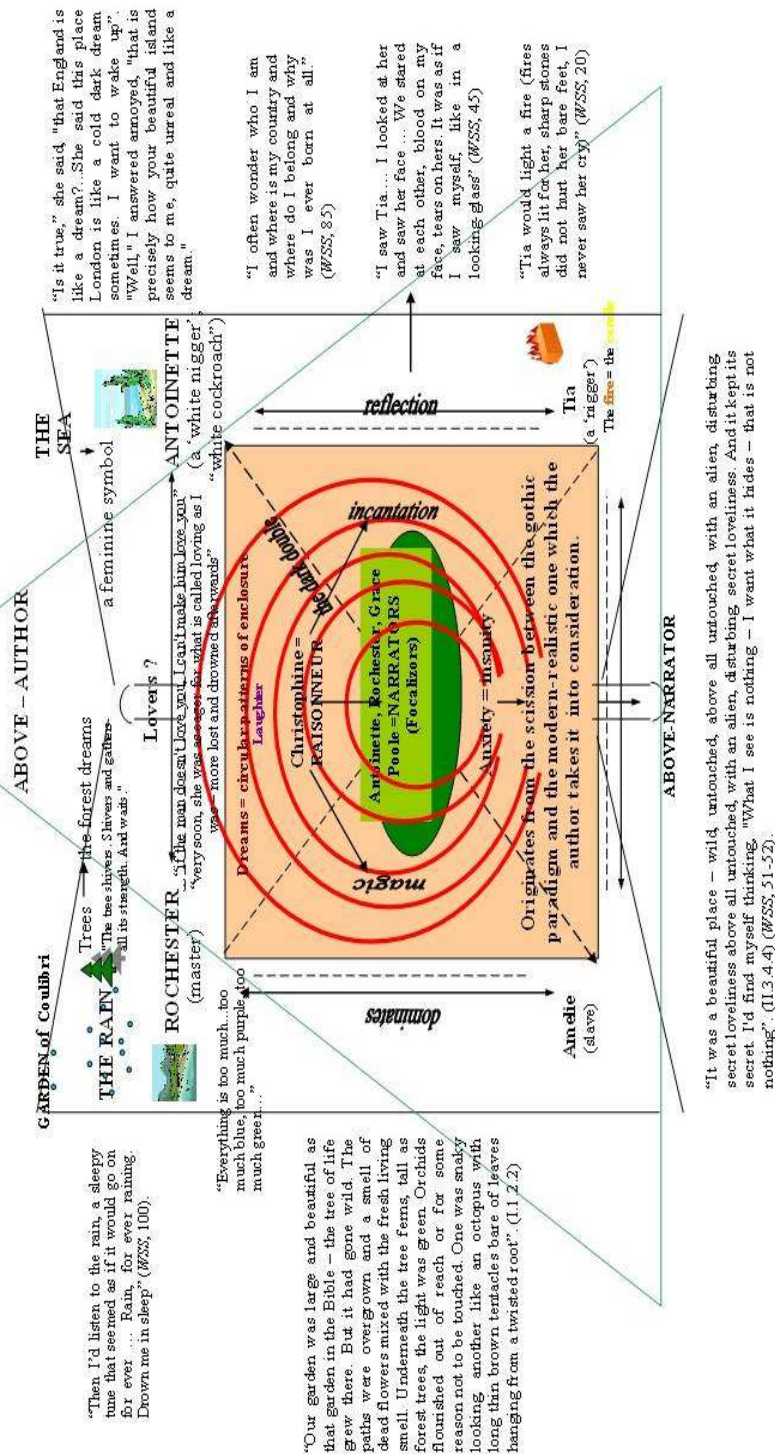 ABOVE – AUTHOR
GARDEN of Coulibri
Trees
the forest dreams
"The tree shivers. Shivers and gathers
all its strength. And waits."
THE RAIN
THE
SEA
a feminine symbol
ROCHESTER
(master)
Lovers ?
ANTOINETTE
(a 'white nigger',
"white cockroach")
"if the man doesn't love you, I can't make him love you"
"very soon, she was as eager for what is called loving as I
was – more lost and drowned afterwards"
"Then I'd listen to the rain, a sleepy
tune that seemed as if it would go on
for ever … Rain, for ever raining.
Drown me in sleep" (WSS, 100).
"Everything is too much...too
much blue, too much purple, too
much green…"
"Our garden was large and beautiful as
that garden in the Bible – the tree of life
grew there. But it had gone wild. The
paths were overgrown and a smell of
dead flowers mixed with the fresh living
smell. Underneath the tree ferns, tall as
forest trees, the light was green. Orchids
flourished out of reach or for some
reason not to be touched. One was snaky
looking, another like an octopus with
long thin brown tentacles bare of leaves
hanging from a twisted root". (I.1.2.2)
dominates
Amelie
(slave)
Dreams = circular patterns of enclosure
Laughter
the dark double
Christophine =
RAISONNEUR
magic
incantation
Antoinette, Rochester, Grace
Poole =NARRATORS
(Focalizors)
Anxiety = insanity
Originates from the scission between the gothic
paradigm and the modern-realistic one which the
author takes it into consideration.
reflection
Tia
(a 'nigger')
The fire = the
"Is it true," she said, "that England is
like a dream?...She said this place
London is like a cold dark dream
sometimes. I want to wake up".
"Well," I answered annoyed, "that is
precisely how your beautiful island
seems to me, quite unreal and like a
dream."
"I often wonder who I am
and where is my country and
where do I belong and why
was I ever born at all."
(WSS, 85)
"I saw Tia.… I looked at her
and saw her face … We stared
at each other, blood on my
face, tears on hers. It was as if
I saw myself, like in a
looking-glass" (WSS, 45)
"Tia would light a fire (fires
always lit for her, sharp stones
did not hurt her bare feet, I
never saw her cry)" (WSS, 20)
ABOVE-NARRATOR
"It was a beautiful place – wild, untouched, above all untouched, with an alien, disturbing
secret loveliness above all untouched, with an alien, disturbing secret loveliness. And it kept its
secret. I'd find myself thinking, "What I see is nothing – I want what it hides – that is not
nothing". (II.3.4.4) (WSS, 51-52).